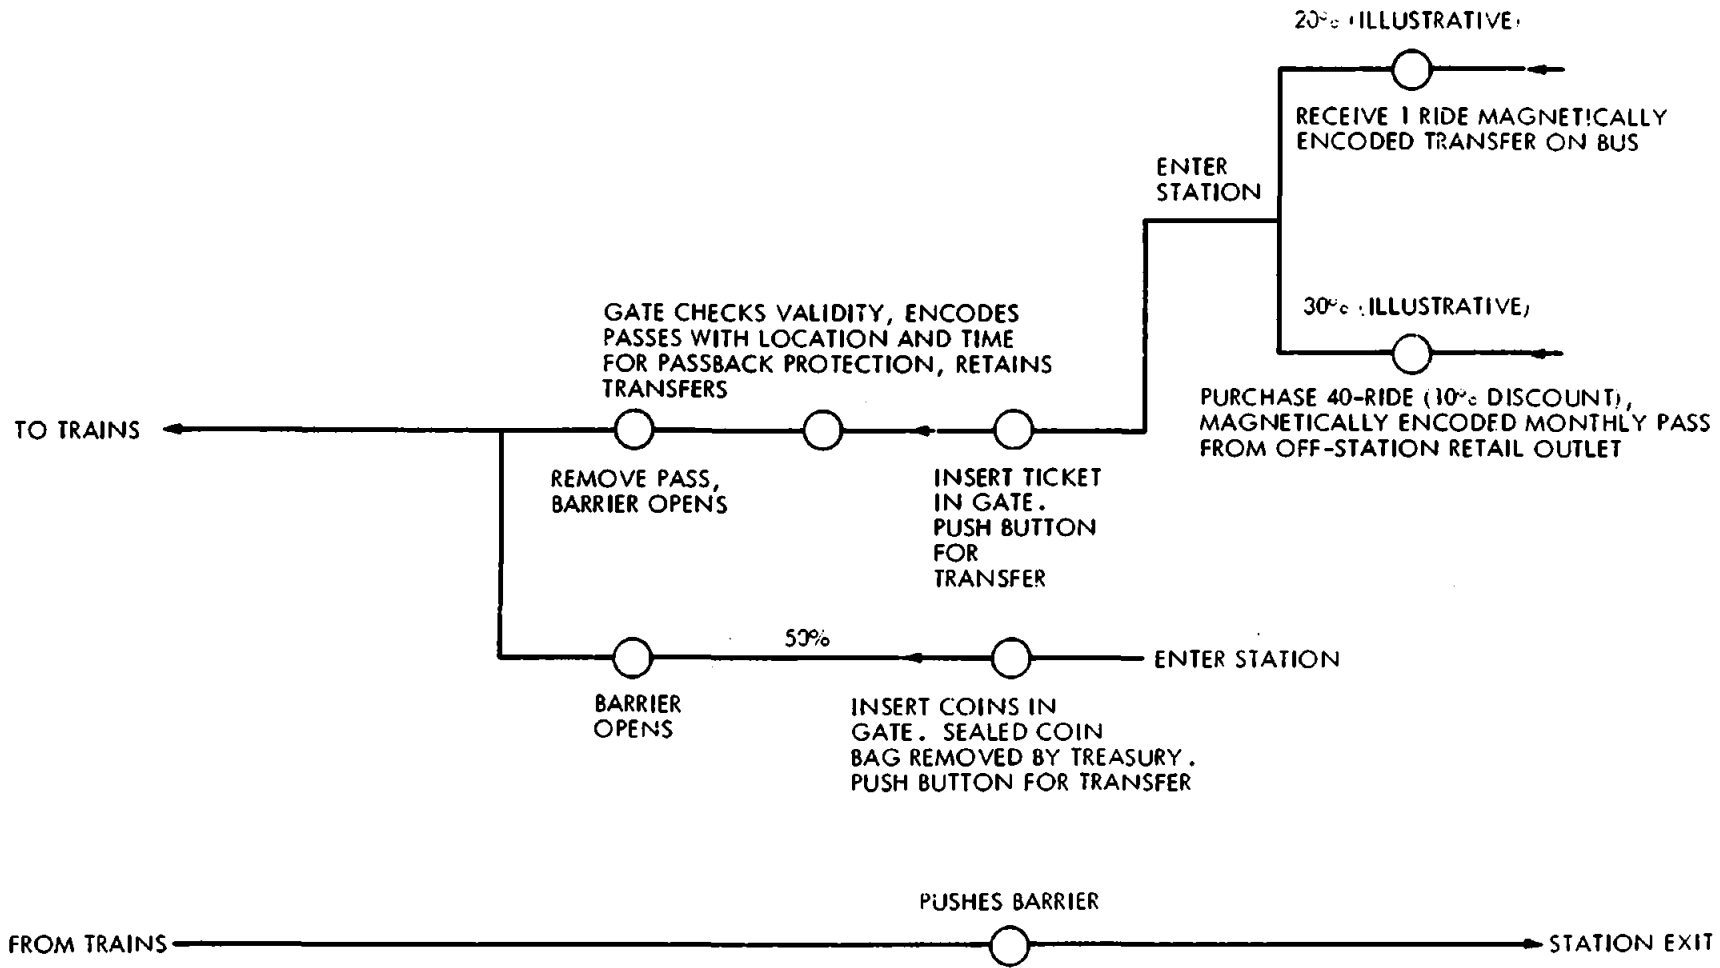 20% (ILLUSTRATIVE)
RECEIVE 1 RIDE MAGNETICALLY
ENCODED TRANSFER ON BUS
ENTER
STATION
30% (ILLUSTRATIVE)
PURCHASE 40-RIDE (10% DISCOUNT),
MAGNETICALLY ENCODED MONTHLY PASS
FROM OFF-STATION RETAIL OUTLET
GATE CHECKS VALIDITY, ENCODES
PASSES WITH LOCATION AND TIME
FOR PASSBACK PROTECTION, RETAINS
TRANSFERS
TO TRAINS
REMOVE PASS,
BARRIER OPENS
INSERT TICKET
IN GATE.
PUSH BUTTON
FOR
TRANSFER
50%
ENTER STATION
BARRIER
OPENS
INSERT COINS IN
GATE. SEALED COIN
BAG REMOVED BY TREASURY.
PUSH BUTTON FOR TRANSFER
PUSHES BARRIER
FROM TRAINS
STATION EXIT